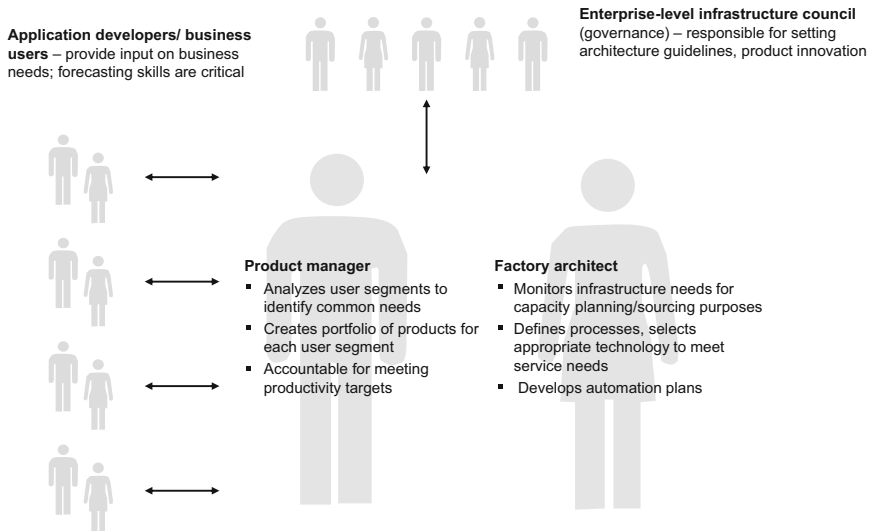 Application developers/ business
users – provide input on business
needs; forecasting skills are critical
Enterprise-level infrastructure council
(governance) – responsible for setting
architecture guidelines, product innovation
Product manager
▪ Analyzes user segments to
identify common needs
▪ Creates portfolio of products for
each user segment
▪ Accountable for meeting
productivity targets
Factory architect
▪ Monitors infrastructure needs for
capacity planning/sourcing purposes
▪ Defines processes, selects
appropriate technology to meet
service needs
▪ Develops automation plans